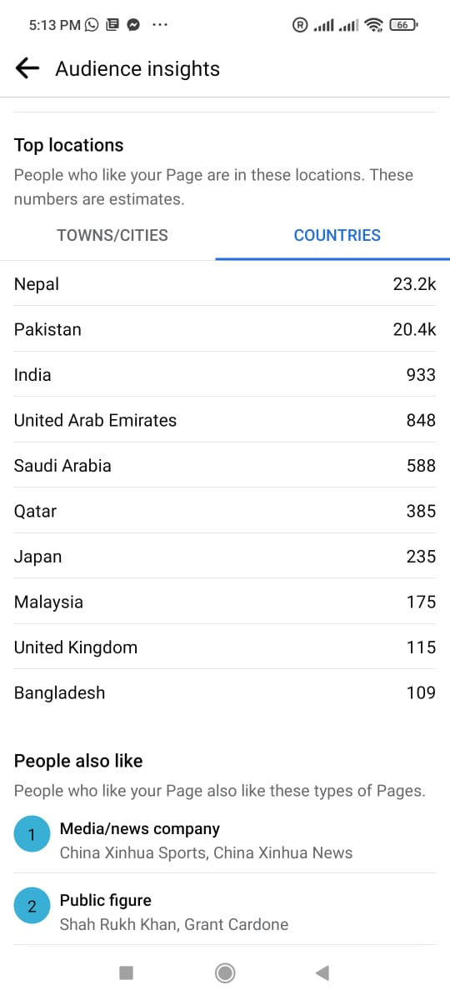 5:13 PM ... R 66
Audience insights
Top locations
People who like your Page are in these locations. These
numbers are estimates.
TOWNS/CITIES COUNTRIES
Nepal 23.2k
Pakistan 20.4k
India 933
United Arab Emirates 848
Saudi Arabia 588
Qatar 385
Japan 235
Malaysia 175
United Kingdom 115
Bangladesh 109
People also like
People who like your Page also like these types of Pages.
1 Media/news company
China Xinhua Sports, China Xinhua News
2 Public figure
Shah Rukh Khan, Grant Cardone